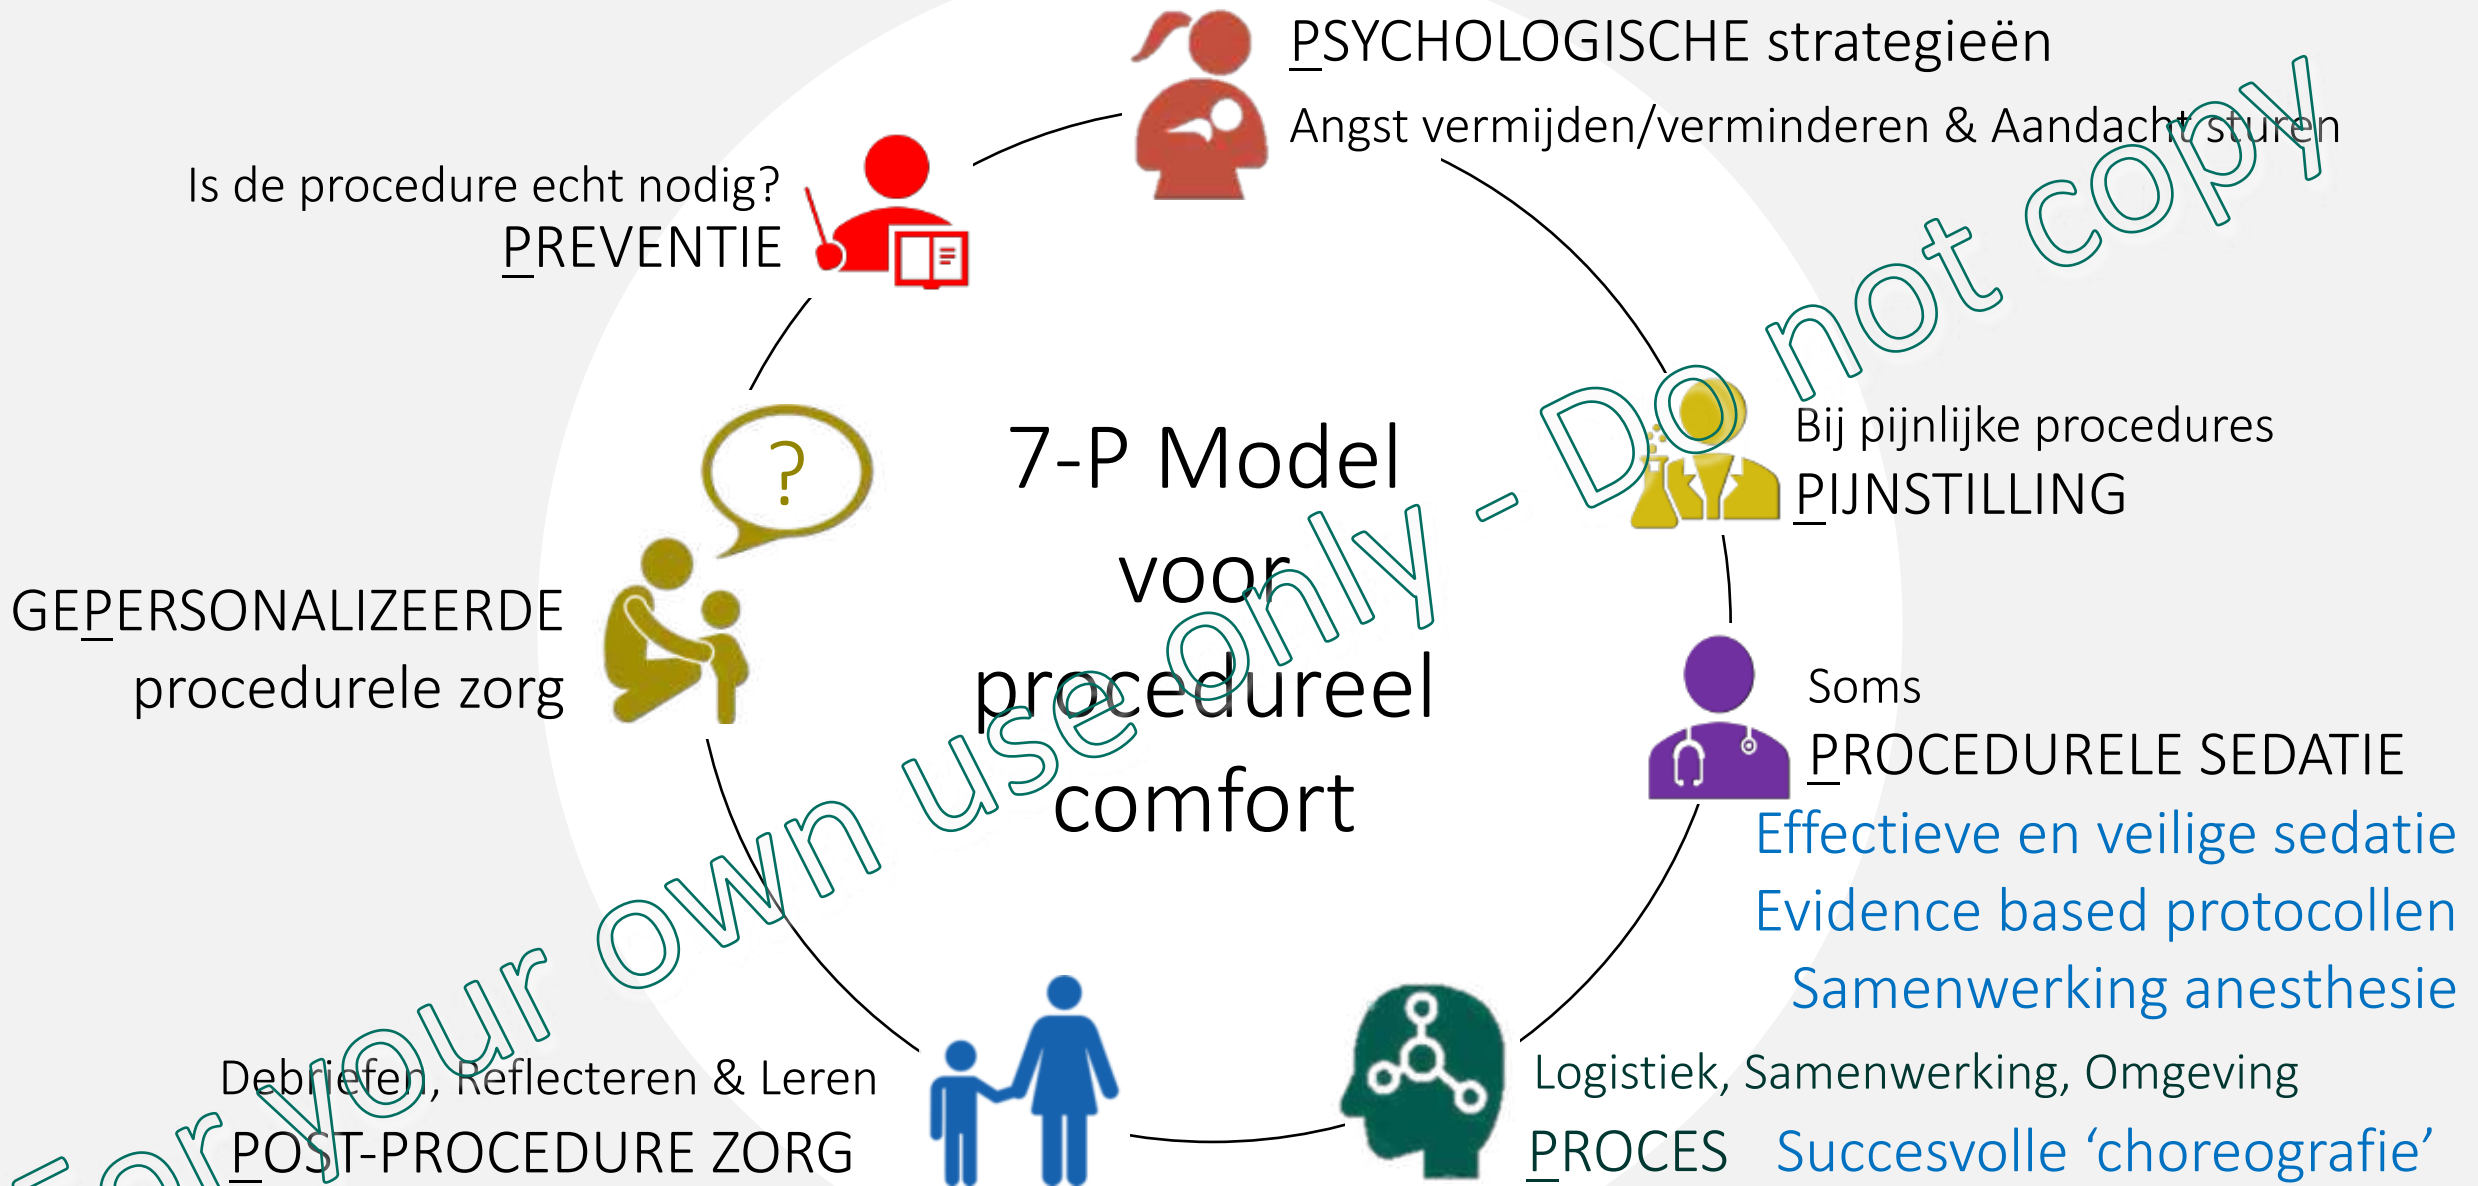 PSYCHOLOGISCHE strategieën
Angst vermijden/verminderen & Aandacht sturen
Is de procedure echt nodig?
PREVENTIE
?
7-P Model
voor
procedureel
comfort
Bij pijnlijke procedures
PIJNSTILLING
GEPERSONALIZEERDE
procedurele zorg
Soms
PROCEDURELE SEDATIE
Effectieve en veilige sedatie
Evidence based protocollen
Samenwerking anesthesie
Debriefen, Reflecteren & Leren
POST-PROCEDURE ZORG
Logistiek, Samenwerking, Omgeving
PROCES Succesvolle ‘choreografie’
For your own use only - Do not copy